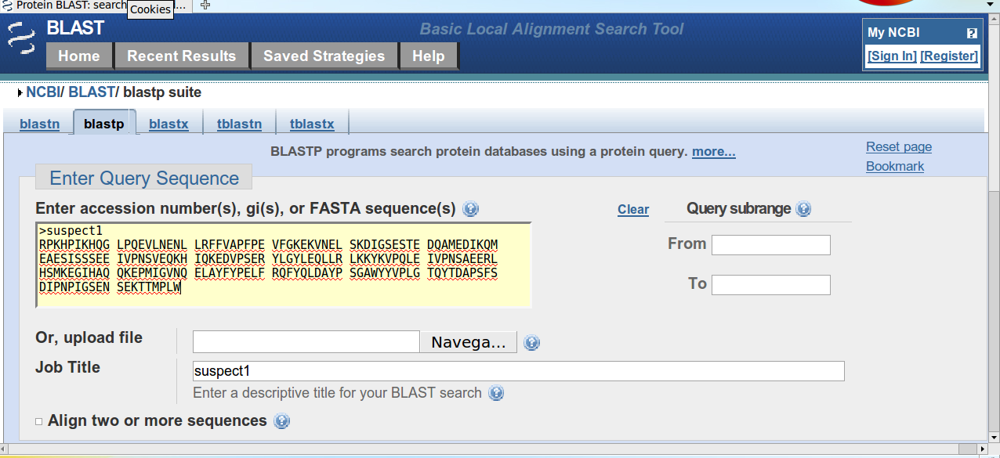 Protein BLAST: search
Cookies
...
BLAST
Basic Local Alignment Search Tool
My NCBI
?
[Sign In] [Register]
Home
Recent Results
Saved Strategies
Help
NCBI/ BLAST/ blastp suite
blastn
blastp
blastx
tblastn
tblastx
BLASTP programs search protein databases using a protein query. more...
Reset page
Bookmark
Enter Query Sequence
Enter accession number(s), gi(s), or FASTA sequence(s)
Clear
Query subrange
>suspect1
RPKHPIKHQG LPQEVLNENL LRFFVAPFPE VFGKEKVNEL SKDIGSESTE DQAMEDIKQM
EAESISSSEE IVPNSVEQKH IQKEDVPSER YLGYLEQLLR LKKYKVPQLE IVPNSAEERL
HSMKEGIHAQ QKEPMIGVNQ ELAYFYPELF RQFYQLDAYP SGAWYYVPLG TQYTDAPSFS
DIPNPIGSEN SEKTTMPLW
From
To
Or, upload file
Navega...
Job Title
suspect1
Enter a descriptive title for your BLAST search
Align two or more sequences